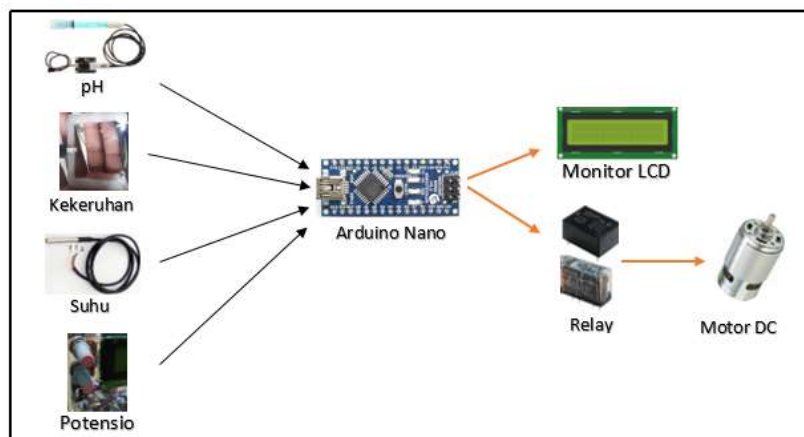 pH
Kekeruhan
Suhu
Potensio
Arduino Nano
Monitor LCD
Relay
Motor DC